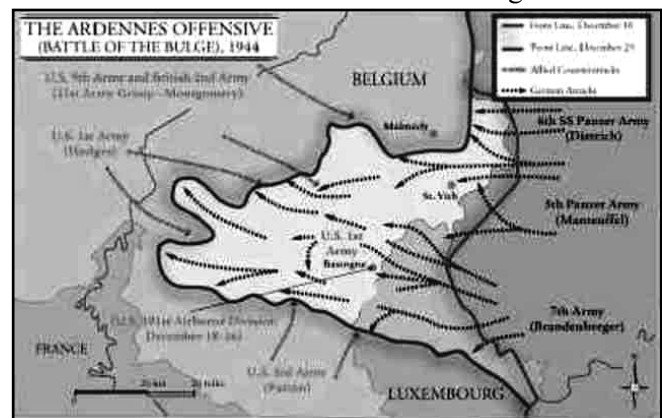 THE ARDENNES OFFENSIVE
(BATTLE OF THE BULGE), 1944
Front Line, December 16
Front Line, December 25
Allied Counterattacks
German Attacks
U.S. 9th Army and British 2nd Army
(21st Army Group - Montgomery)
BELGIUM
U.S. 1st Army
(Hodges)
Malmedy
6th SS Panzer Army
(Dietrich)
St. Vith
5th Panzer Army
(Manteuffel)
U.S. 1st
Army
Bastogne
U.S. 101st Airborne Division
December 18-26
7th Army
(Brandenberger)
FRANCE
U.S. 3rd Army
(Patton)
LUXEMBOURG